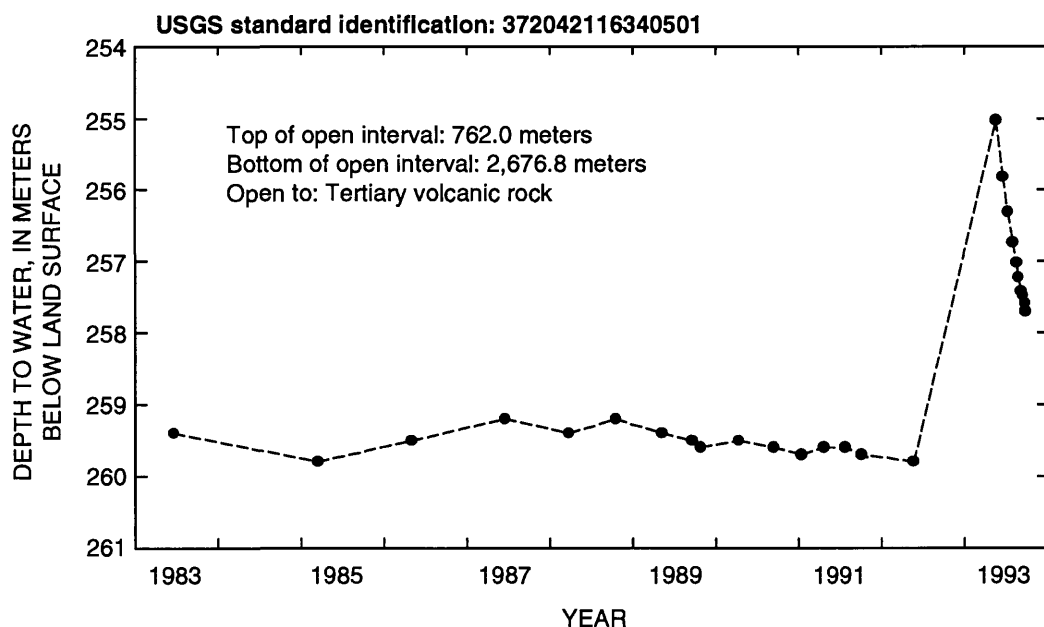 USGS standard identification: 372042116340501
254
255
256
257
258
259
260
261
DEPTH TO WATER, IN METERS
BELOW LAND SURFACE
Top of open interval: 762.0 meters
Bottom of open interval: 2,676.8 meters
Open to: Tertiary volcanic rock
1983 1985 1987 1989 1991 1993
YEAR